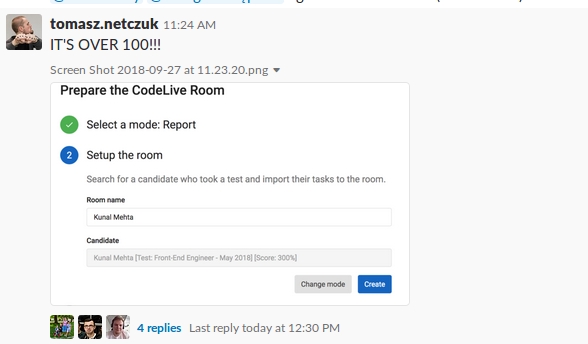 tomasz.netczuk 11:24 AM
IT'S OVER 100!!!
Screen Shot 2018-09-27 at 11.23.20.png
Prepare the CodeLive Room
Select a mode: Report
2 Setup the room
Search for a candidate who took a test and import their tasks to the room.
Room name
Kunal Mehta
Candidate
Kunal Mehta [Test: Front-End Engineer - May 2018] [Score: 300%]
Change mode Create
4 replies Last reply today at 12:30 PM